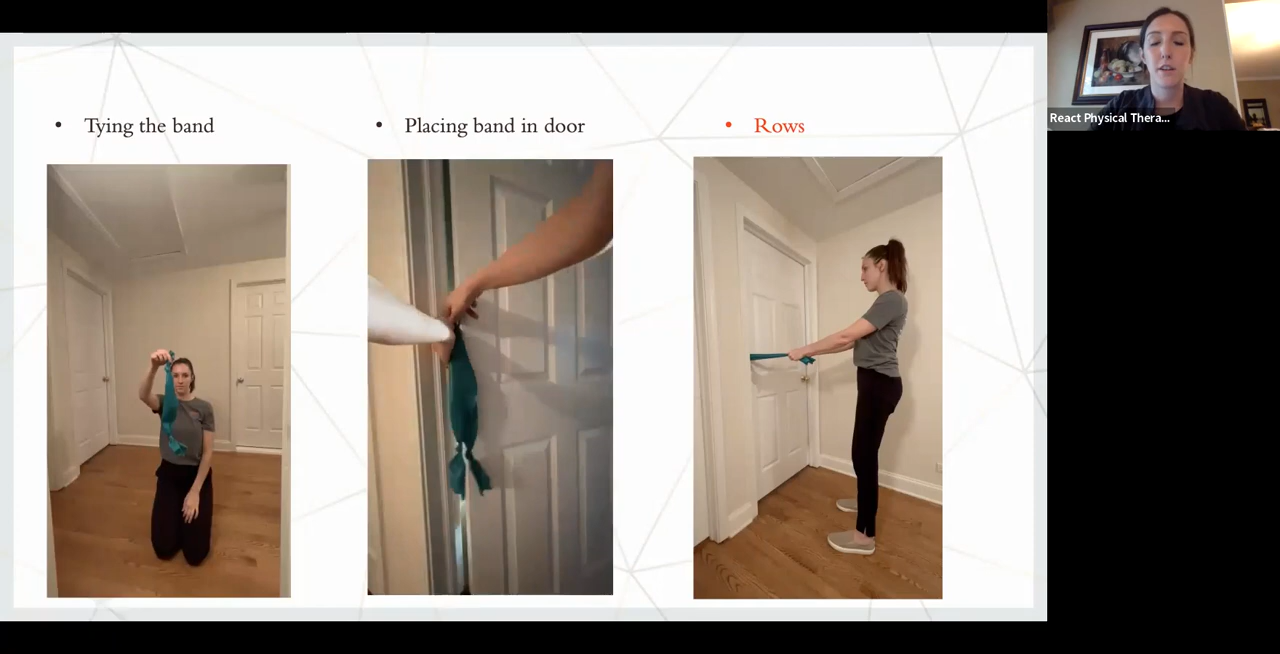 • Tying the band
• Placing band in door
• Rows
React Physical Thera...